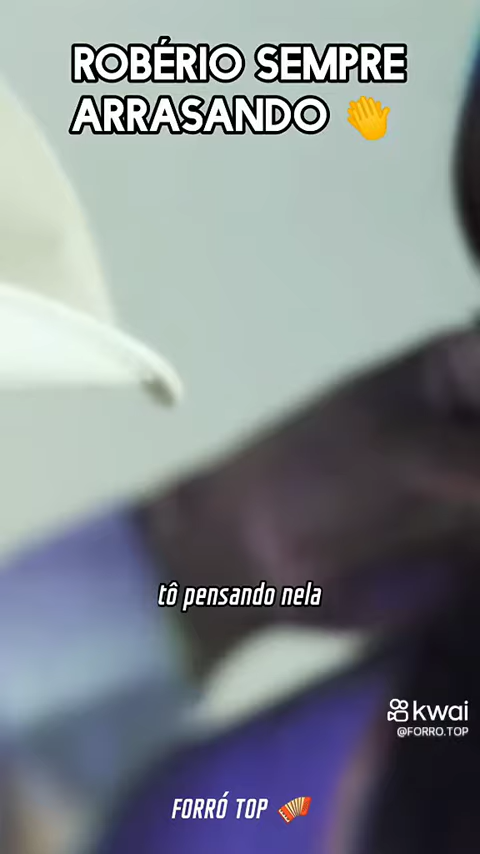 ROBÉRIO SEMPRE
ARRASANDO 👋
tô pensando nela
kwai
@FORRO.TOP
FORRÓ TOP 🪗